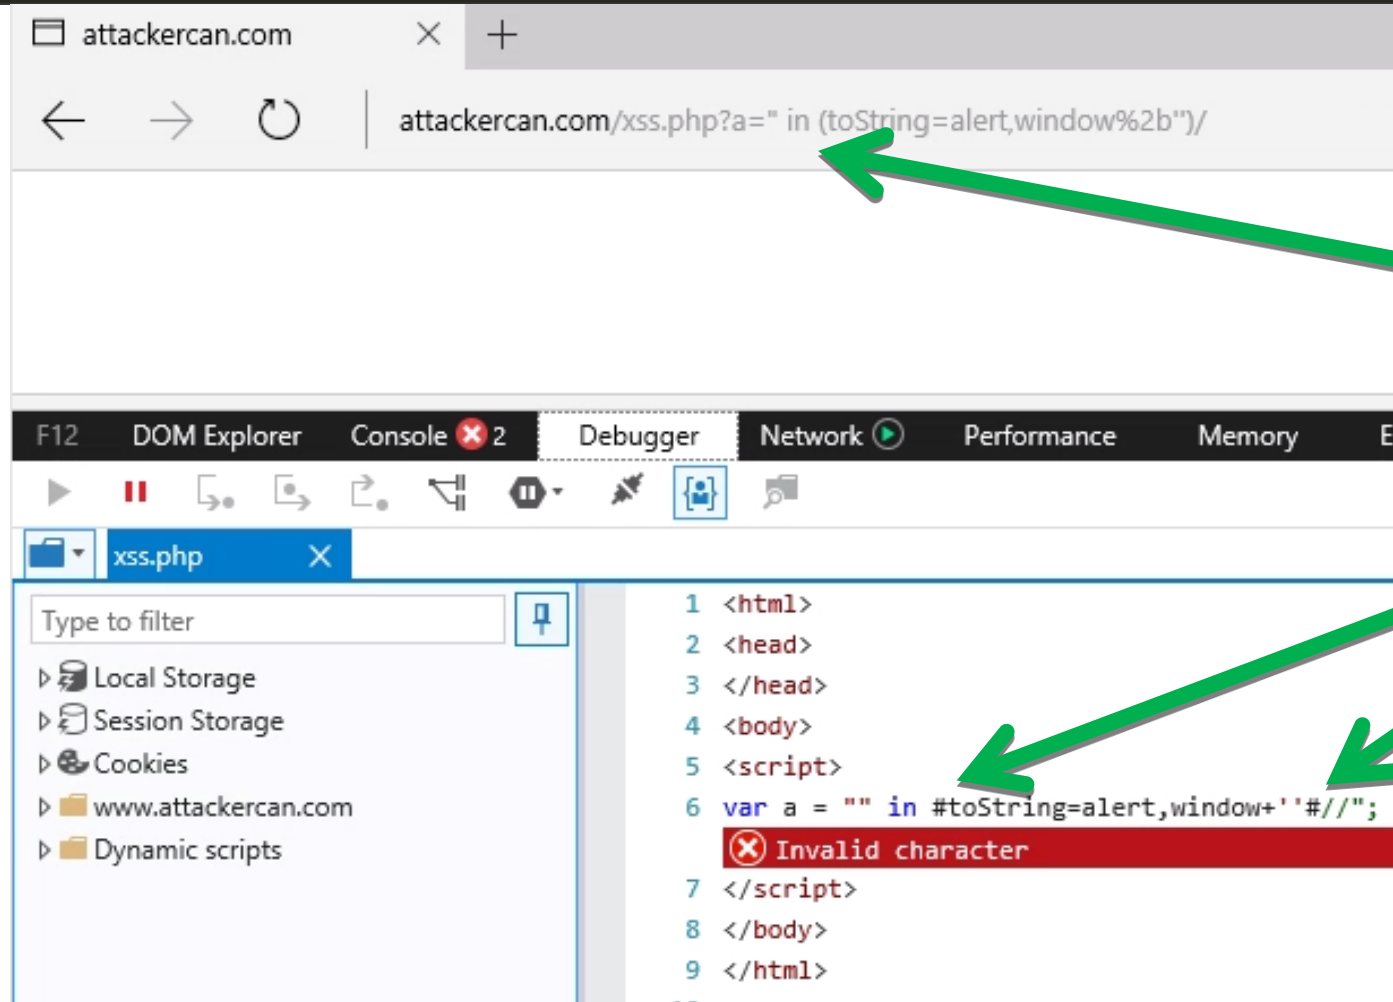 attackercan.com
attackercan.com/xss.php?a=" in (toString=alert,window%2b'')/
F12 DOM Explorer Console 2 Debugger Network Performance Memory E
xss.php
Type to filter
Local Storage
Session Storage
Cookies
www.attackercan.com
Dynamic scripts
1 <html>
2 <head>
3 </head>
4 <body>
5 <script>
6 var a = "" in #toString=alert,window+''#//";
Invalid character
7 </script>
8 </body>
9 </html>